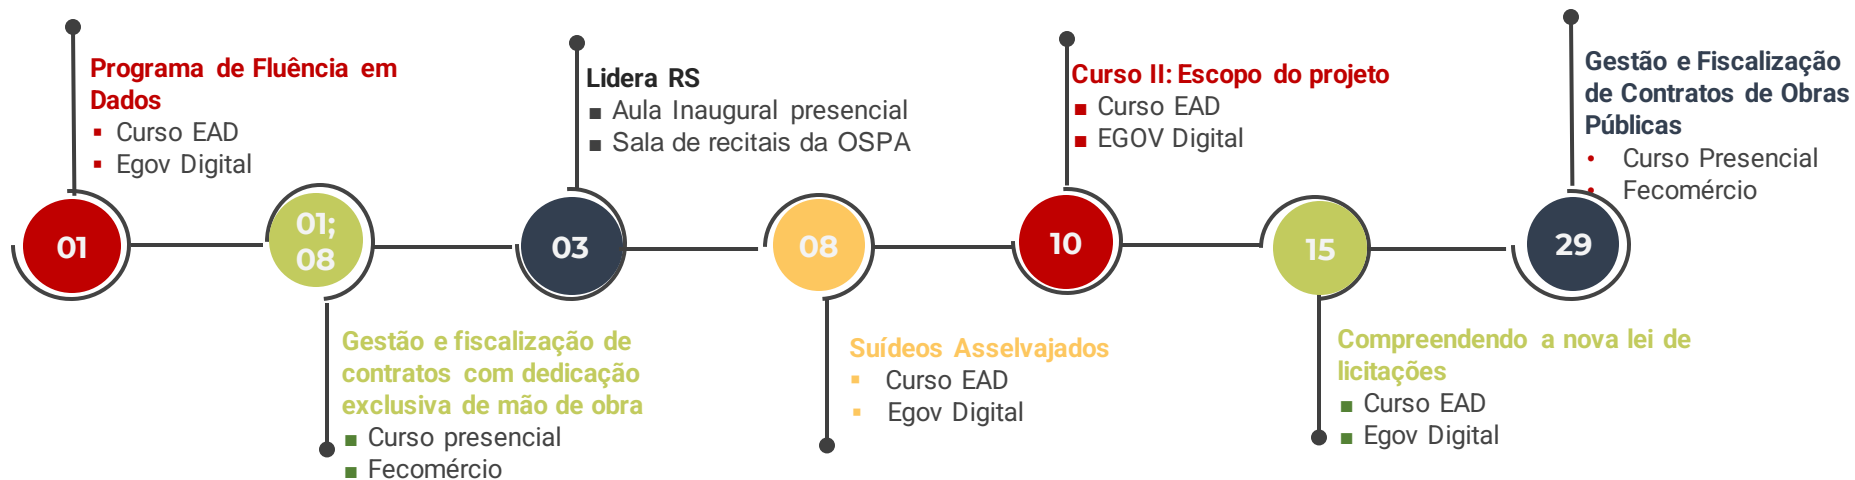 Programa de Fluência em
Dados
▪ Curso EAD
▪ Egov Digital
01
01;
08
Gestão e fiscalização de
contratos com dedicação
exclusiva de mão de obra
■ Curso presencial
■ Fecomércio
Lidera RS
■ Aula Inaugural presencial
■ Sala de recitais da OSPA
03
08
Suídeos Asselvajados
▪ Curso EAD
▪ Egov Digital
Curso II: Escopo do projeto
■ Curso EAD
■ EGOV Digital
10
15
Compreendendo a nova lei de
licitações
■ Curso EAD
■ Egov Digital
Gestão e Fiscalização
de Contratos de Obras
Públicas
• Curso Presencial
• Fecomércio
29